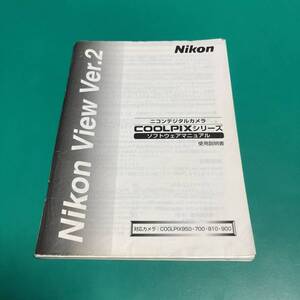 Nikon View Ver.2
Nikon
ニコンデジタルカメラ
COOLPIXシリーズ
ソフトウェアマニュアル
使用説明書
対応カメラ：COOLPIX950・700・910・900